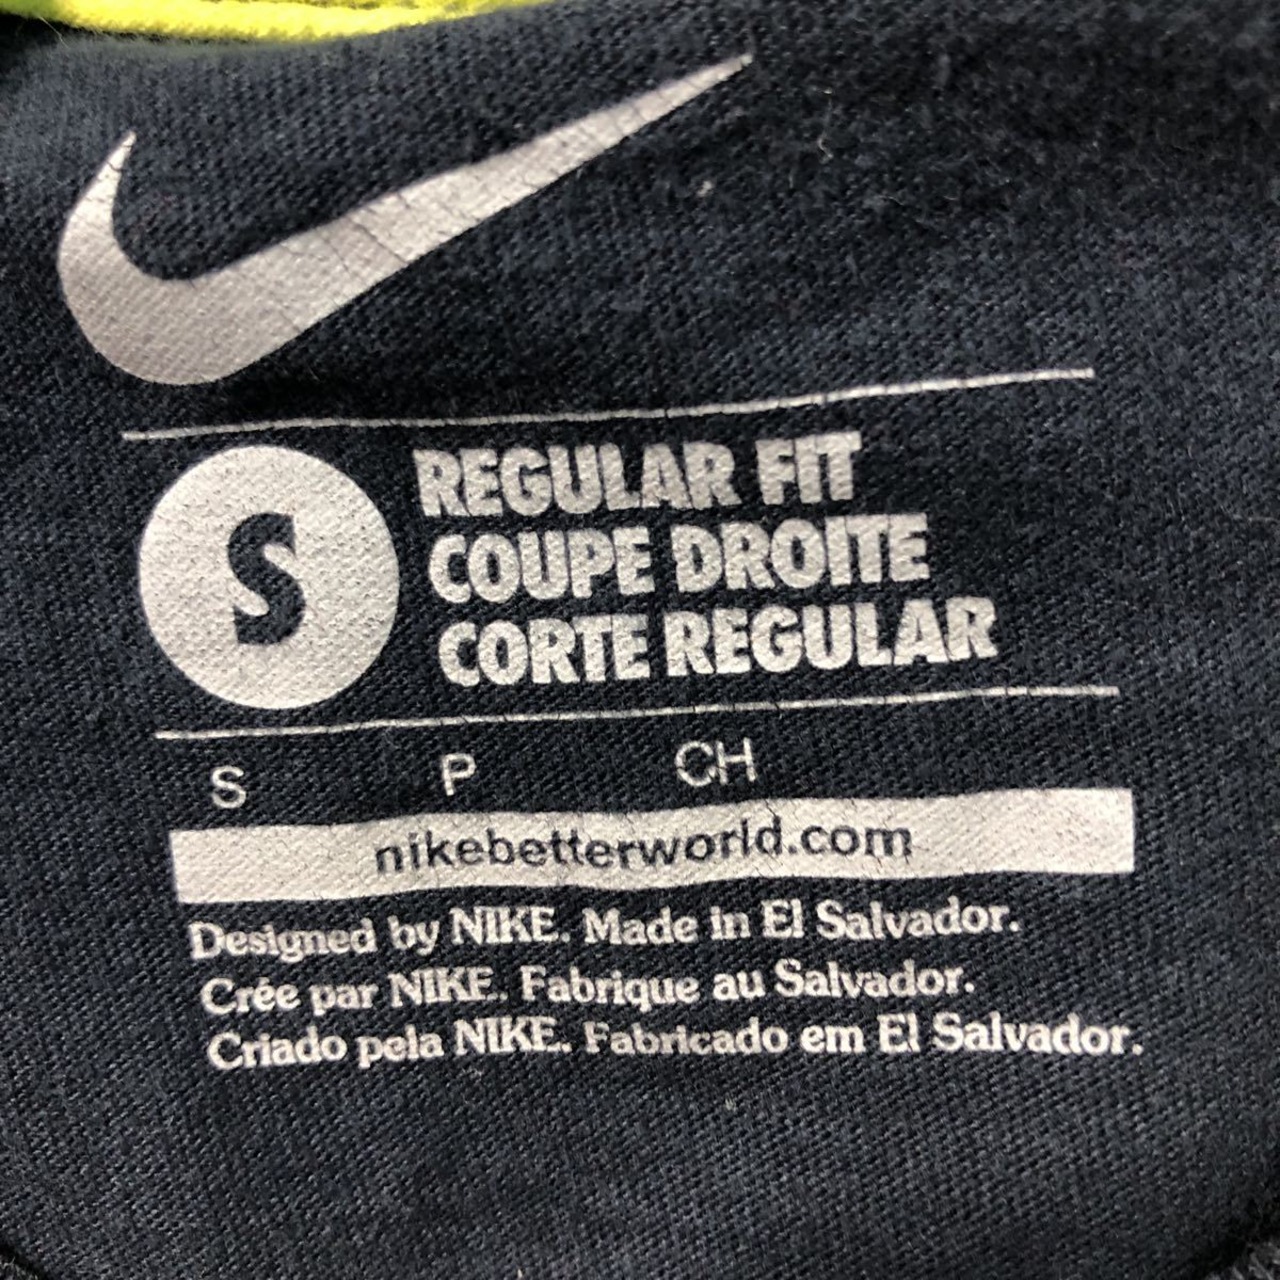 S
REGULAR FIT
COUPE DROITE
CORTE REGULAR
S P CH
nikebetterworld.com
Designed by NIKE. Made in El Salvador.
Crée par NIKE. Fabrique au Salvador.
Criado pela NIKE. Fabricado em El Salvador.